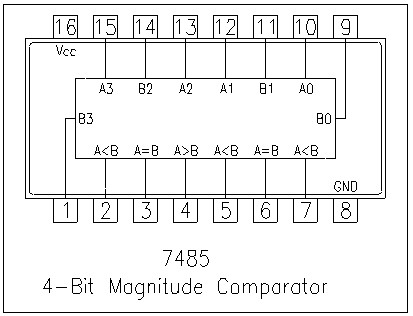 16 15 14 13 12 11 10 9
Vcc
A3 B2 A2 A1 B1 A0
B3 B0
A<B A=B A>B A<B A=B A<B
GND
1 2 3 4 5 6 7 8
7485
4-Bit Magnitude Comparator